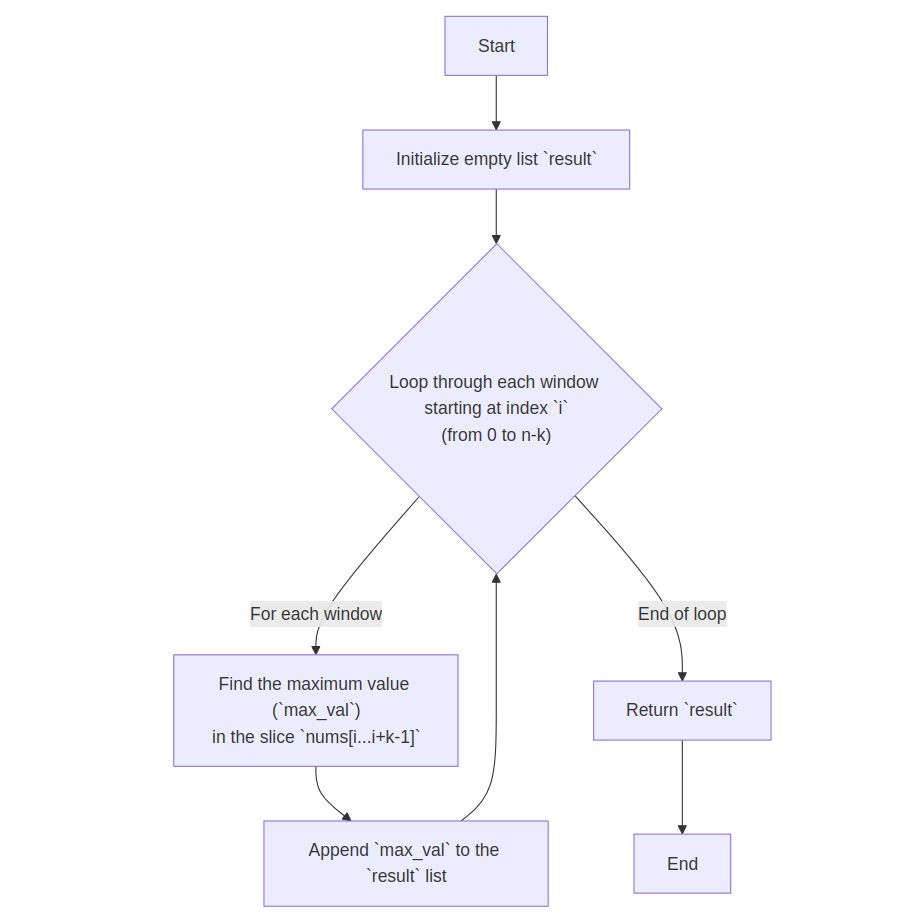 Start
Initialize empty list `result`
Loop through each window
starting at index `i`
(from 0 to n-k)
For each window
End of loop
Find the maximum value
(`max_val`)
in the slice `nums[i...i+k-1]`
Return `result`
Append `max_val` to the
`result` list
End